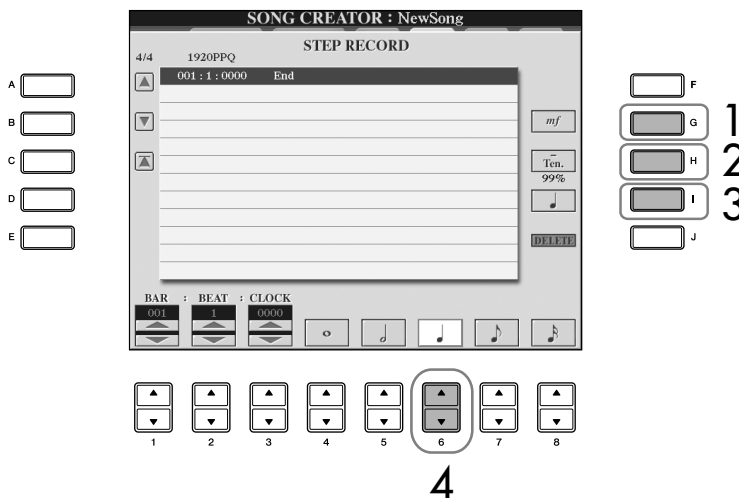 SONG CREATOR : NewSong
STEP RECORD
4/4 1920PPQ
001 : 1 : 0000 End
A
B
C
D
E
mf
Ten.
99%
DELETE
F
G
H
I
J
1
2
3
BAR : BEAT : CLOCK
001 1 0000
1 2 3 4 5 6 7 8
4